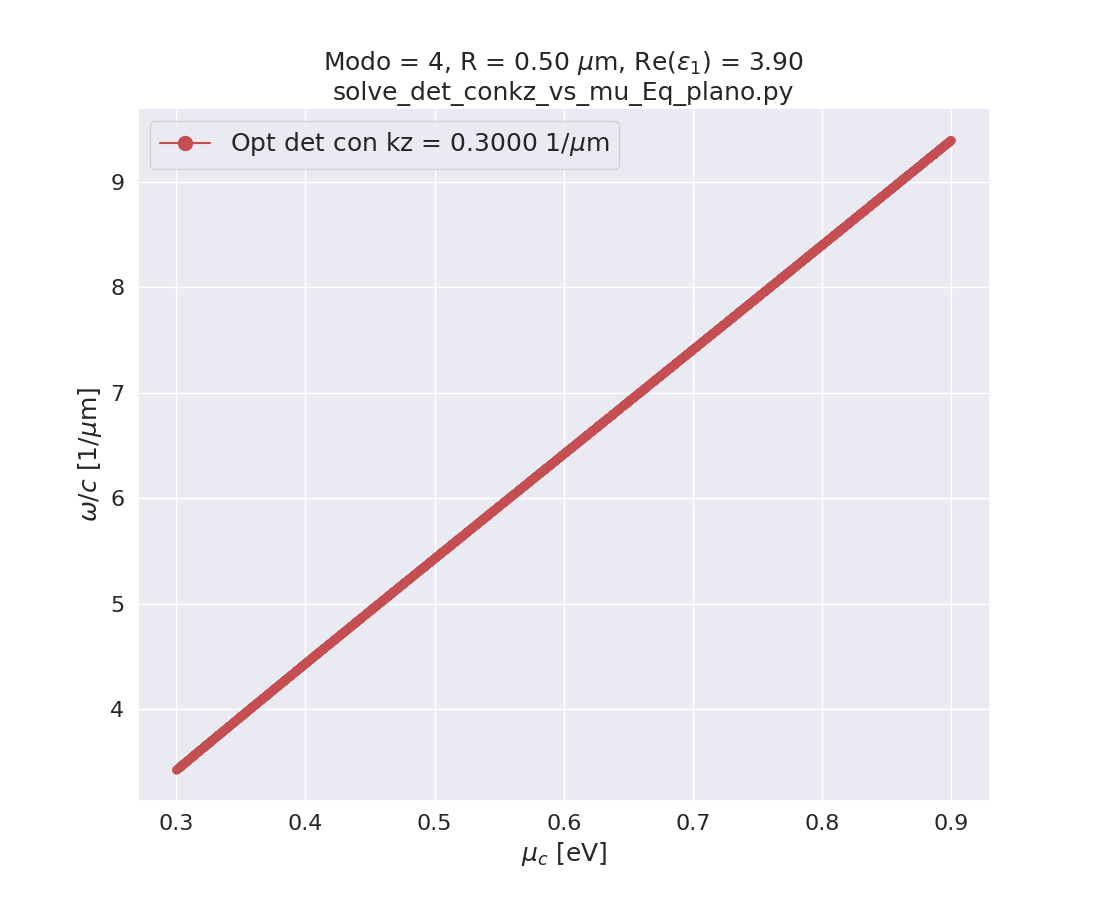 Modo = 4, R = 0.50 μm, Re(ε₁) = 3.90
solve_det_conkz_vs_mu_Eq_plano.py
Opt det con kz = 0.3000 1/μm
9
8
7
6
5
4
ω/c [1/μm]
0.3 0.4 0.5 0.6 0.7 0.8 0.9
μ_c [eV]